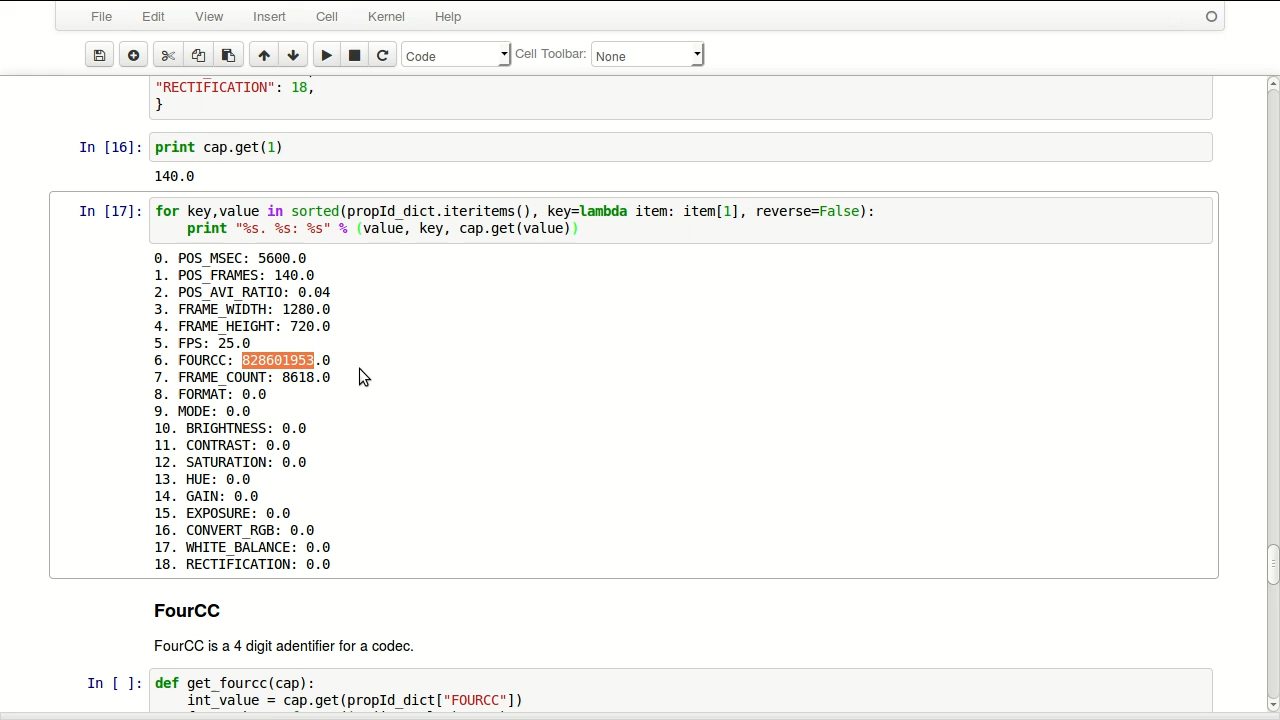 File Edit View Insert Cell Kernel Help
Code Cell Toolbar: None
"RECTIFICATION": 18,
}
In [16]: print cap.get(1)
140.0
In [17]: for key,value in sorted(propId_dict.iteritems(), key=lambda item: item[1], reverse=False):
print "%s. %s: %s" % (value, key, cap.get(value))
0. POS_MSEC: 5600.0
1. POS_FRAMES: 140.0
2. POS_AVI_RATIO: 0.04
3. FRAME_WIDTH: 1280.0
4. FRAME_HEIGHT: 720.0
5. FPS: 25.0
6. FOURCC: 828601953.0
7. FRAME_COUNT: 8618.0
8. FORMAT: 0.0
9. MODE: 0.0
10. BRIGHTNESS: 0.0
11. CONTRAST: 0.0
12. SATURATION: 0.0
13. HUE: 0.0
14. GAIN: 0.0
15. EXPOSURE: 0.0
16. CONVERT_RGB: 0.0
17. WHITE_BALANCE: 0.0
18. RECTIFICATION: 0.0
FourCC
FourCC is a 4 digit adentifier for a codec.
In [ ]: def get_fourcc(cap):
int_value = cap.get(propId_dict["FOURCC"])